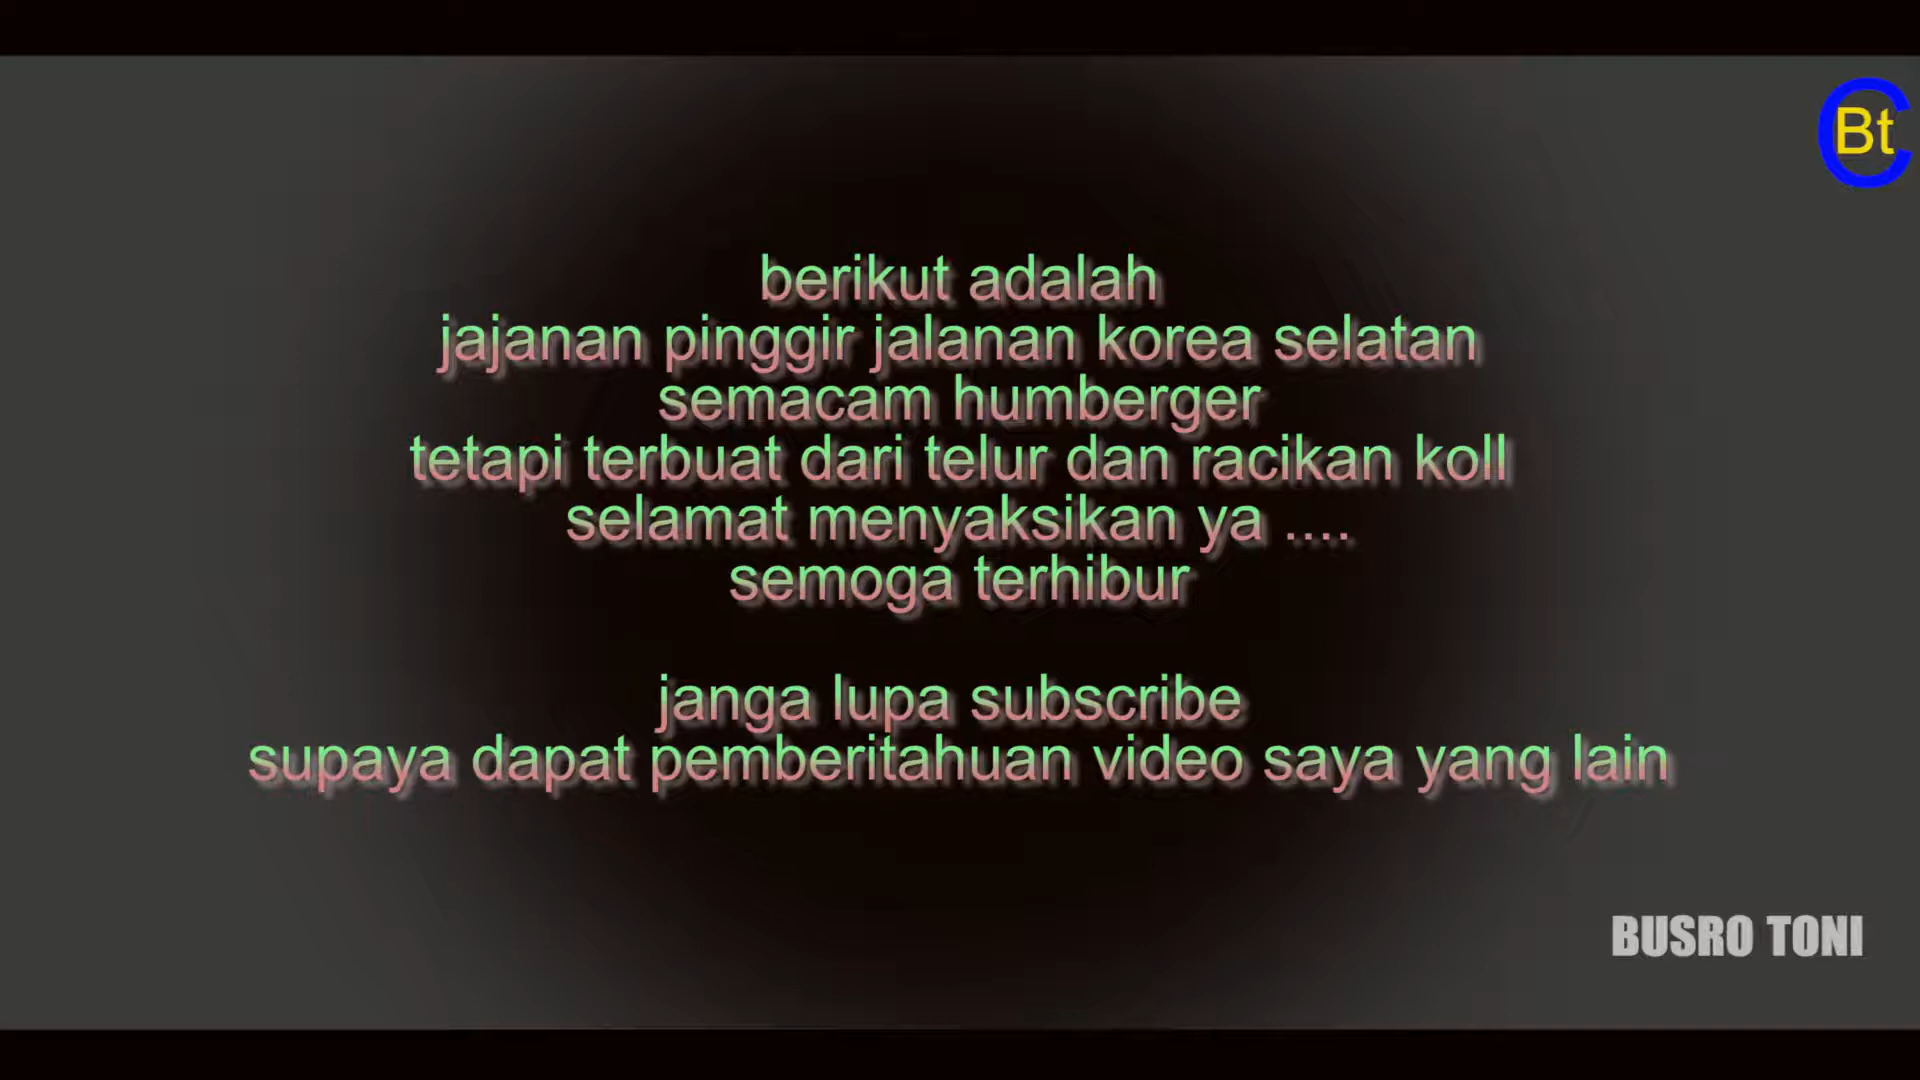 C
Bt
berikut adalah
jajanan pinggir jalanan korea selatan
semacam humberger
tetapi terbuat dari telur dan racikan koll
selamat menyaksikan ya ....
semoga terhibur
janga lupa subscribe
supaya dapat pemberitahuan video saya yang lain
BUSRO TONI